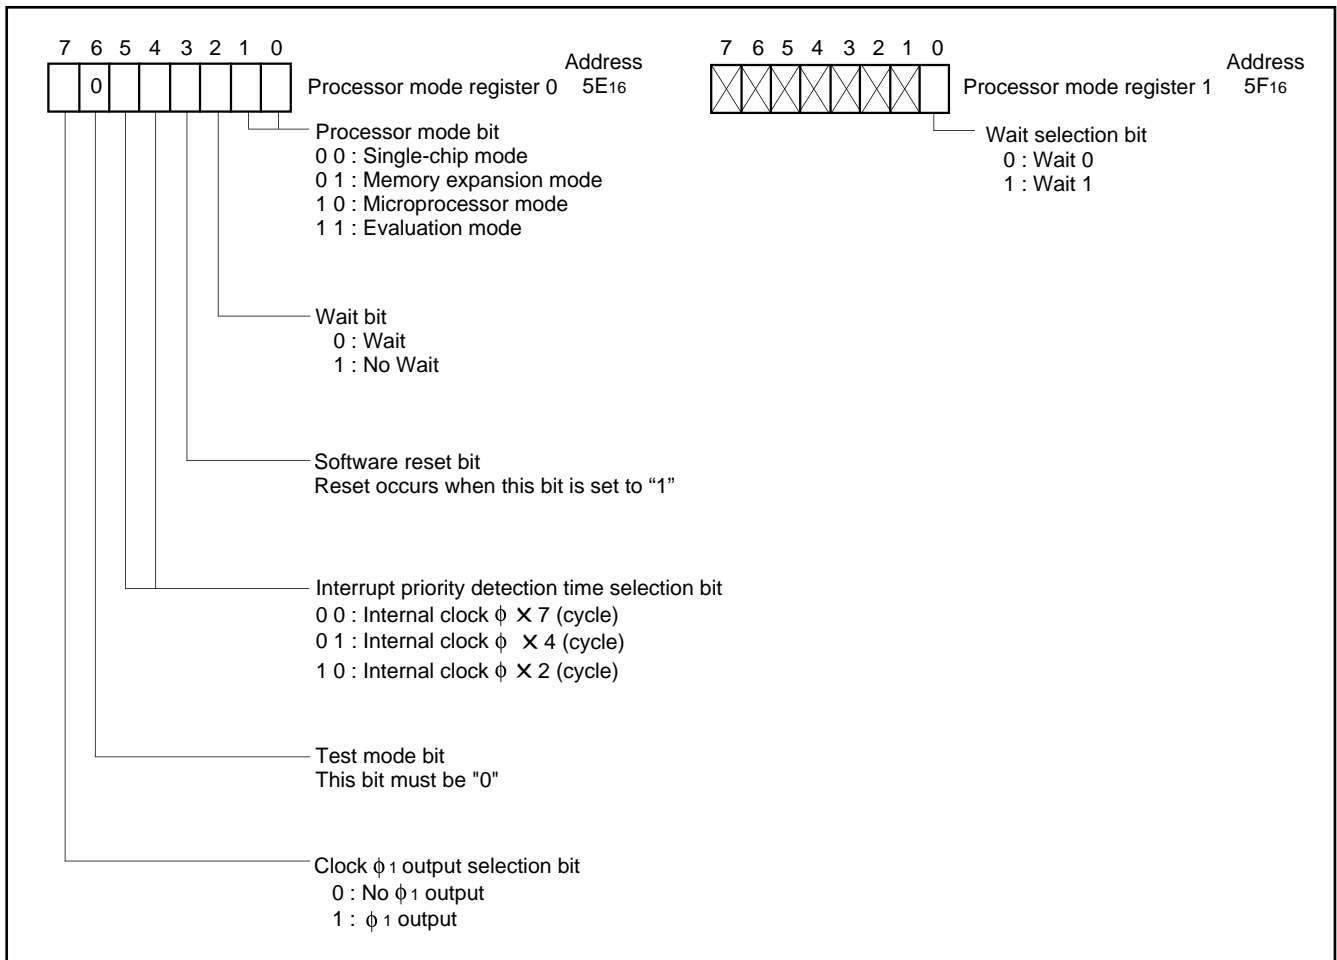 7 6 5 4 3 2 1 0
Address
0
Processor mode register 0 5E16
Processor mode bit
0 0 : Single-chip mode
0 1 : Memory expansion mode
1 0 : Microprocessor mode
1 1 : Evaluation mode
Wait bit
0 : Wait
1 : No Wait
Software reset bit
Reset occurs when this bit is set to “1”
Interrupt priority detection time selection bit
0 0 : Internal clock ϕ × 7 (cycle)
0 1 : Internal clock ϕ × 4 (cycle)
1 0 : Internal clock ϕ × 2 (cycle)
Test mode bit
This bit must be "0"
Clock ϕ 1 output selection bit
0 : No ϕ 1 output
1 : ϕ 1 output
7 6 5 4 3 2 1 0
Address
Processor mode register 1 5F16
Wait selection bit
0 : Wait 0
1 : Wait 1